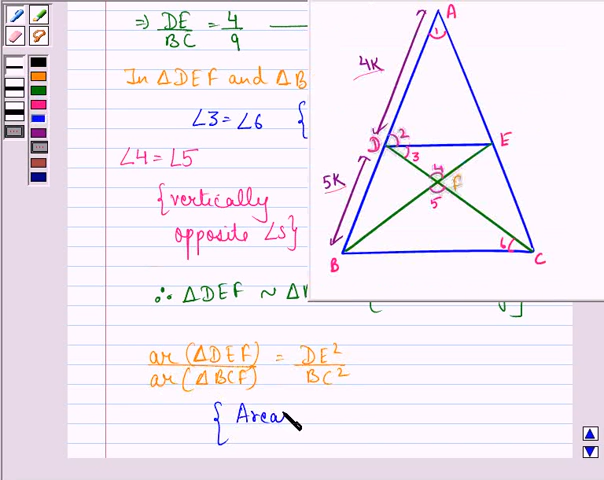 ⇒ DE/BC = 4/9
In ΔDEF and ΔB
∠3 = ∠6 {
∠4 = ∠5
{vertically
opposite ∠s}
∴ ΔDEF ~ Δ
ar (ΔDEF)/ar (ΔBCF) = DE²/BC²
{ Area
A
1
4K
D
2
3
E
4
F
5
5K
6
B
C